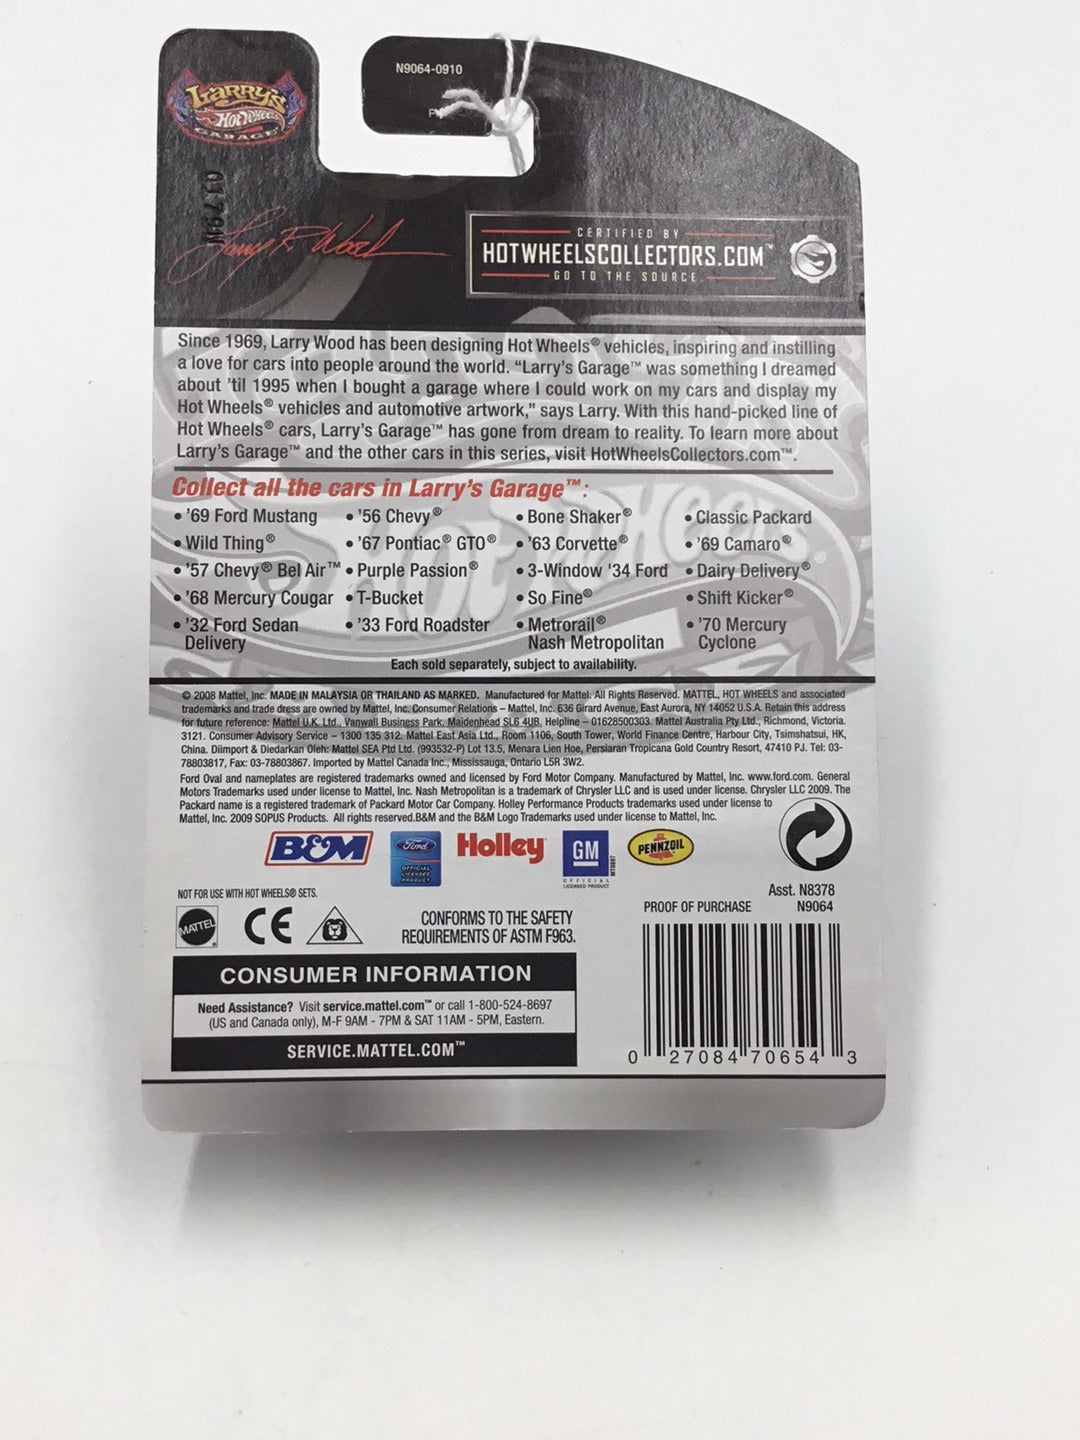 N9064-0910
LARRY'S
Hot Wheels
GARAGE
Larry R. Wood
CERTIFIED BY
HOTWHEELSCOLLECTORS.COM™
GO TO THE SOURCE.
Since 1969, Larry Wood has been designing Hot Wheels® vehicles, inspiring and instilling
a love for cars into people around the world. “Larry’s Garage™ was something I dreamed
about ’til 1995 when I bought a garage where I could work on my cars and display my
Hot Wheels® vehicles and automotive artwork,” says Larry. With this hand-picked line of
Hot Wheels® cars, Larry’s Garage™ has gone from dream to reality. To learn more about
Larry’s Garage™ and the other cars in this series, visit HotWheelsCollectors.com™.
Collect all the cars in Larry’s Garage™:
• ’69 Ford Mustang • ’56 Chevy® • Bone Shaker® • Classic Packard
• Wild Thing® • ’67 Pontiac® GTO® • ’63 Corvette® • ’69 Camaro®
• ’57 Chevy® Bel Air™ • Purple Passion® • 3-Window '34 Ford • Dairy Delivery®
• ’68 Mercury Cougar • T-Bucket • So Fine® • Shift Kicker®
• ’32 Ford Sedan • ’33 Ford Roadster • Metrorail® • ’70 Mercury
Delivery Nash Metropolitan Cyclone
Each sold separately, subject to availability.
© 2008 Mattel, Inc. MADE IN MALAYSIA OR THAILAND AS MARKED. Manufactured for Mattel. All Rights Reserved. MATTEL, HOT WHEELS and associated
trademarks and trade dress are owned by Mattel, Inc. Consumer Relations – Mattel, Inc. 636 Girard Avenue, East Aurora, NY 14052 U.S.A. Retain this address
for future reference: Mattel U.K. Ltd., Vanwall Business Park, Maidenhead SL6 4UB. Helpline – 01628500303. Mattel Australia Pty Ltd., Richmond, Victoria.
3121. Consumer Advisory Service – 1300 135 312. Mattel East Asia Ltd., Room 1106, South Tower, World Finance Centre, Harbour City, Tsimshatsui, HK,
China. Diimport & Diedarkan Oleh: Mattel SEA Ptd Ltd. (993532-P) Lot 13.5, Menara Lien Hoe, Persiaran Tropicana Golf Country Resort, 47410 PJ. Tel: 03-
78803817, Fax: 03-78803867. Imported by Mattel Canada Inc., Mississauga, Ontario L5R 3W2.
Ford Oval and nameplates are registered trademarks owned and licensed by Ford Motor Company. Manufactured by Mattel, Inc. www.ford.com. General
Motors Trademarks used under license to Mattel, Inc. Nash Metropolitan is a trademark of Chrysler LLC and is used under license. Chrysler LLC 2009. The
Packard name is a registered trademark of Packard Motor Car Company. Holley Performance Products trademarks used under license to
Mattel, Inc. 2009 SOPUS Products. All rights reserved.B&M and the B&M Logo Trademarks used under license to Mattel, Inc.
B&M
Ford
OFFICIAL
LICENSED
PRODUCT
Holley
GM
OFFICIAL
LICENSED PRODUCT
PENNZOIL
NOT FOR USE WITH HOT WHEELS® SETS.
Asst. N8378
PROOF OF PURCHASE N9064
MATTEL
CE
CONFORMS TO THE SAFETY
REQUIREMENTS OF ASTM F963.
CONSUMER INFORMATION
Need Assistance? Visit service.mattel.com™ or call 1-800-524-8697
(US and Canada only), M-F 9AM - 7PM & SAT 11AM - 5PM, Eastern.
SERVICE.MATTEL.COM™
0 27084 70654 3